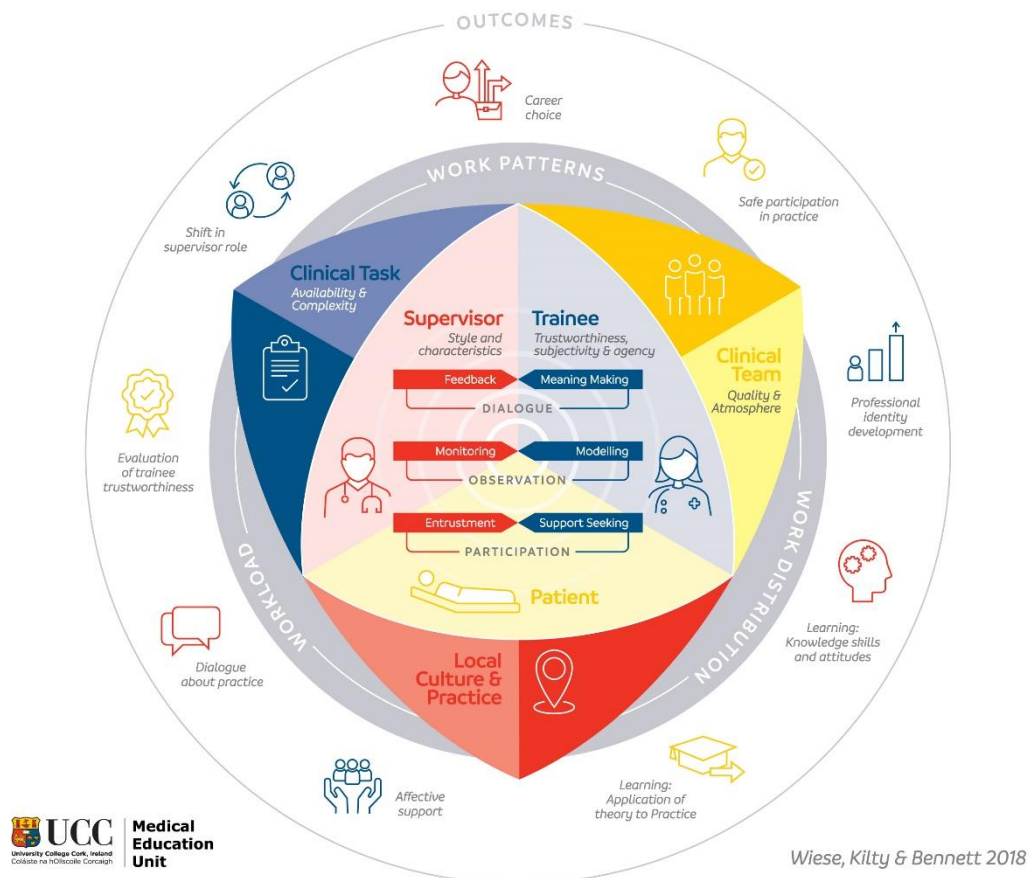 OUTCOMES
Career
choice
Safe participation
in practice
Shift in
supervisor role
WORK PATTERNS
Clinical Task
Availability &
Complexity
Supervisor
Style and
characteristics
Trainee
Trustworthiness,
subjectivity & agency
Clinical
Team
Quality &
Atmosphere
Feedback
Meaning Making
DIALOGUE
Monitoring
Modelling
OBSERVATION
Entrustment
Support Seeking
PARTICIPATION
Patient
Professional
identity
development
Evaluation
of trainee
trustworthiness
WORKLOAD
WORK DISTRIBUTION
Learning:
Knowledge skills
and attitudes
Dialogue
about practice
Local
Culture &
Practice
Affective
support
Learning:
Application of
theory to Practice
UCC
University College Cork, Ireland
Coláiste na hOllscoile Corcaigh
Medical
Education
Unit
Wiese, Kilty & Bennett 2018